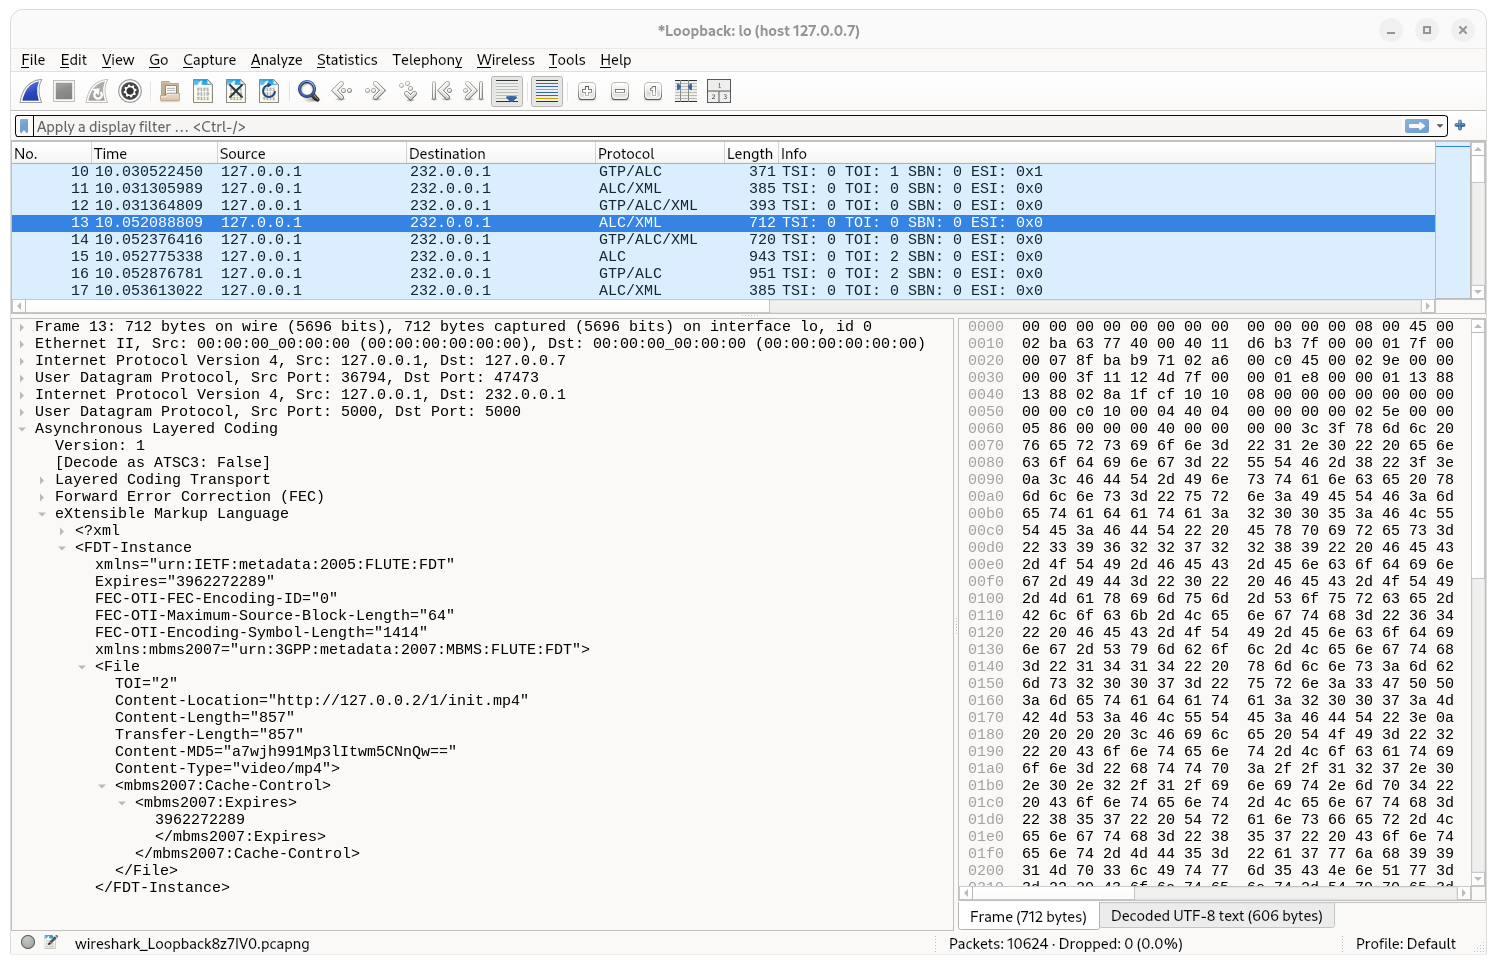 *Loopback: lo (host 127.0.0.7)
File Edit View Go Capture Analyze Statistics Telephony Wireless Tools Help
Apply a display filter … <Ctrl-/>
No. Time Source Destination Protocol Length Info
10 10.030522450 127.0.0.1 232.0.0.1 GTP/ALC 371 TSI: 0 TOI: 1 SBN: 0 ESI: 0x1
11 10.031305989 127.0.0.1 232.0.0.1 ALC/XML 385 TSI: 0 TOI: 0 SBN: 0 ESI: 0x0
12 10.031364809 127.0.0.1 232.0.0.1 GTP/ALC/XML 393 TSI: 0 TOI: 0 SBN: 0 ESI: 0x0
13 10.052088809 127.0.0.1 232.0.0.1 ALC/XML 712 TSI: 0 TOI: 0 SBN: 0 ESI: 0x0
14 10.052376416 127.0.0.1 232.0.0.1 GTP/ALC/XML 720 TSI: 0 TOI: 0 SBN: 0 ESI: 0x0
15 10.052775338 127.0.0.1 232.0.0.1 ALC 943 TSI: 0 TOI: 2 SBN: 0 ESI: 0x0
16 10.052876781 127.0.0.1 232.0.0.1 GTP/ALC 951 TSI: 0 TOI: 2 SBN: 0 ESI: 0x0
17 10.053613022 127.0.0.1 232.0.0.1 ALC/XML 385 TSI: 0 TOI: 0 SBN: 0 ESI: 0x0
Frame 13: 712 bytes on wire (5696 bits), 712 bytes captured (5696 bits) on interface lo, id 0
Ethernet II, Src: 00:00:00_00:00:00 (00:00:00:00:00:00), Dst: 00:00:00_00:00:00 (00:00:00:00:00:00)
Internet Protocol Version 4, Src: 127.0.0.1, Dst: 127.0.0.7
User Datagram Protocol, Src Port: 36794, Dst Port: 47473
Internet Protocol Version 4, Src: 127.0.0.1, Dst: 232.0.0.1
User Datagram Protocol, Src Port: 5000, Dst Port: 5000
Asynchronous Layered Coding
Version: 1
[Decode as ATSC3: False]
Layered Coding Transport
Forward Error Correction (FEC)
eXtensible Markup Language
<?xml
<FDT-Instance
xmlns="urn:IETF:metadata:2005:FLUTE:FDT"
Expires="3962272289"
FEC-OTI-FEC-Encoding-ID="0"
FEC-OTI-Maximum-Source-Block-Length="64"
FEC-OTI-Encoding-Symbol-Length="1414"
xmlns:mbms2007="urn:3GPP:metadata:2007:MBMS:FLUTE:FDT">
<File
TOI="2"
Content-Location="http://127.0.0.2/1/init.mp4"
Content-Length="857"
Transfer-Length="857"
Content-MD5="a7wjh991Mp3lItwm5CNnQw=="
Content-Type="video/mp4">
<mbms2007:Cache-Control>
<mbms2007:Expires>
3962272289
</mbms2007:Expires>
</mbms2007:Cache-Control>
</File>
</FDT-Instance>
0000 00 00 00 00 00 00 00 00 00 00 00 00 08 00 45 00
0010 02 ba 63 77 40 00 40 11 d6 b3 7f 00 00 01 7f 00
0020 00 07 8f ba b9 71 02 a6 00 c0 45 00 02 9e 00 00
0030 00 00 3f 11 12 4d 7f 00 00 01 e8 00 00 01 13 88
0040 13 88 02 8a 1f cf 10 10 08 00 00 00 00 00 00 00
0050 00 00 c0 10 00 04 40 04 00 00 00 00 02 5e 00 00
0060 05 86 00 00 00 40 00 00 00 00 3c 3f 78 6d 6c 20
0070 76 65 72 73 69 6f 6e 3d 22 31 2e 30 22 20 65 6e
0080 63 6f 64 69 6e 67 3d 22 55 54 46 2d 38 22 3f 3e
0090 0a 3c 46 44 54 2d 49 6e 73 74 61 6e 63 65 20 78
00a0 6d 6c 6e 73 3d 22 75 72 6e 3a 49 45 54 46 3a 6d
00b0 65 74 61 64 61 74 61 3a 32 30 30 35 3a 46 4c 55
00c0 54 45 3a 46 44 54 22 20 45 78 70 69 72 65 73 3d
00d0 22 33 39 36 32 32 37 32 32 38 39 22 20 46 45 43
00e0 2d 4f 54 49 2d 46 45 43 2d 45 6e 63 6f 64 69 6e
00f0 67 2d 49 44 3d 22 30 22 20 46 45 43 2d 4f 54 49
0100 2d 4d 61 78 69 6d 75 6d 2d 53 6f 75 72 63 65 2d
0110 42 6c 6f 63 6b 2d 4c 65 6e 67 74 68 3d 22 36 34
0120 22 20 46 45 43 2d 4f 54 49 2d 45 6e 63 6f 64 69
0130 6e 67 2d 53 79 6d 62 6f 6c 2d 4c 65 6e 67 74 68
0140 3d 22 31 34 31 34 22 20 78 6d 6c 6e 73 3a 6d 62
0150 6d 73 32 30 30 37 3d 22 75 72 6e 3a 33 47 50 50
0160 3a 6d 65 74 61 64 61 74 61 3a 32 30 30 37 3a 4d
0170 42 4d 53 3a 46 4c 55 54 45 3a 46 44 54 22 3e 0a
0180 20 20 20 20 3c 46 69 6c 65 20 54 4f 49 3d 22 32
0190 22 20 43 6f 6e 74 65 6e 74 2d 4c 6f 63 61 74 69
01a0 6f 6e 3d 22 68 74 74 70 3a 2f 2f 31 32 37 2e 30
01b0 2e 30 2e 32 2f 31 2f 69 6e 69 74 2e 6d 70 34 22
01c0 20 43 6f 6e 74 65 6e 74 2d 4c 65 6e 67 74 68 3d
01d0 22 38 35 37 22 20 54 72 61 6e 73 66 65 72 2d 4c
01e0 65 6e 67 74 68 3d 22 38 35 37 22 20 43 6f 6e 74
01f0 65 6e 74 2d 4d 44 35 3d 22 61 37 77 6a 68 39 39
0200 31 4d 70 33 6c 49 74 77 6d 35 43 4e 6e 51 77 3d
Frame (712 bytes) Decoded UTF-8 text (606 bytes)
wireshark_Loopback8z7lV0.pcapng Packets: 10624 · Dropped: 0 (0.0%) Profile: Default